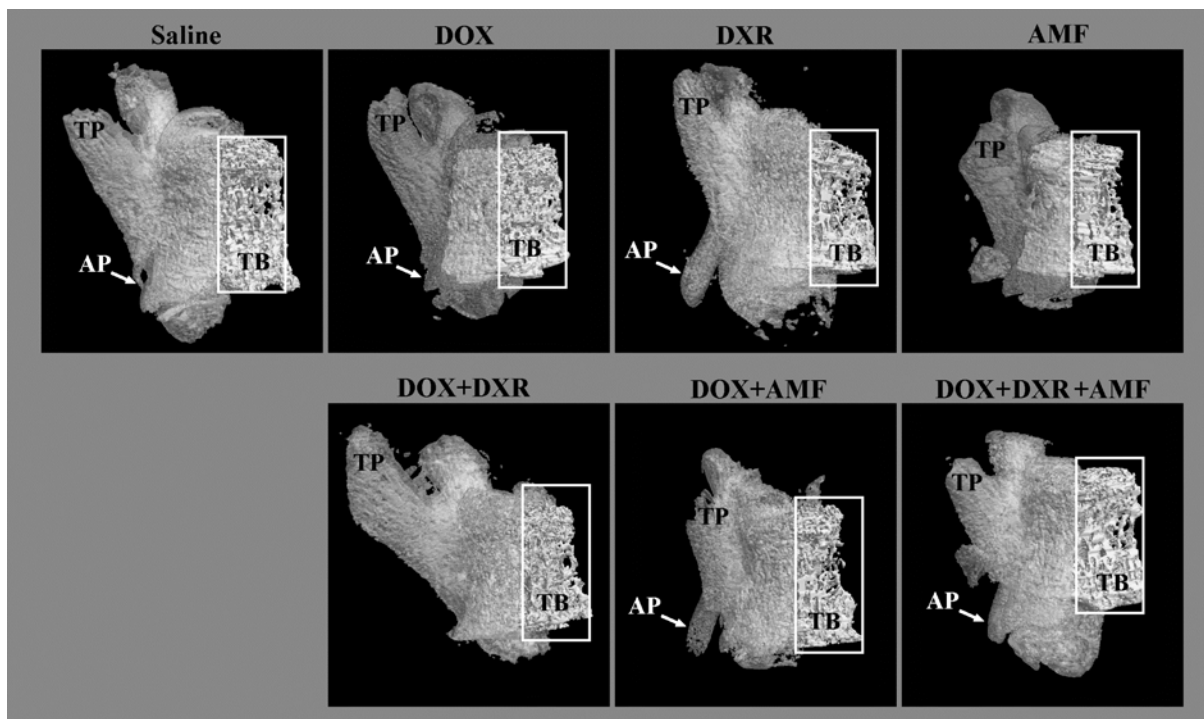 Saline DOX DXR AMF
TP TP TP TP
AP AP AP
TB TB TB TB
DOX+DXR DOX+AMF DOX+DXR+AMF
TP TP TP
AP AP
TB TB TB